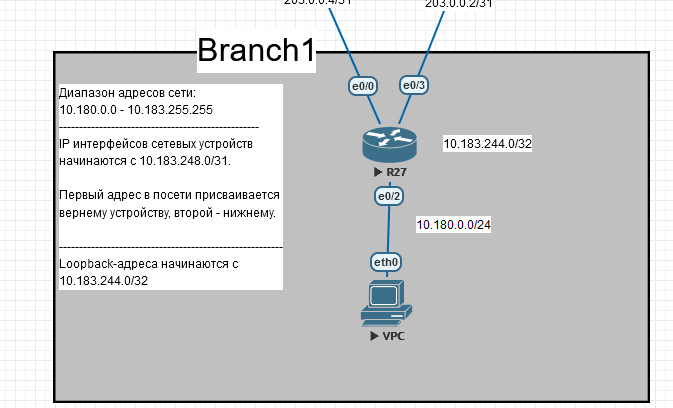 203.0.0.4/31
203.0.0.2/31
Branch1
Диапазон адресов сети:
10.180.0.0 - 10.183.255.255
--------------------------------------------------
IP интерфейсов сетевых устройств
начинаются с 10.183.248.0/31.
Первый адрес в посети присваивается
вернему устройству, второй - нижнему.
--------------------------------------------------------
Loopback-адреса начинаются с
10.183.244.0/32
e0/0
e0/3
10.183.244.0/32
R27
e0/2
10.180.0.0/24
eth0
VPC